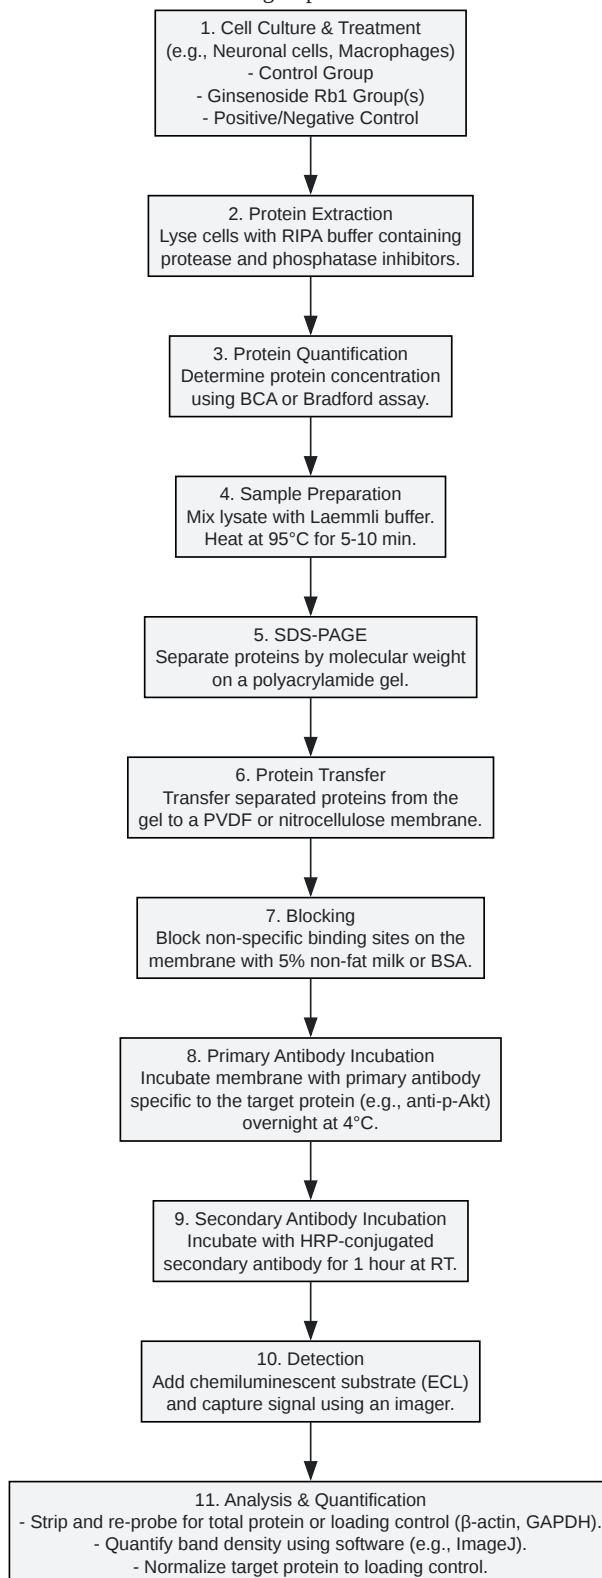 1. Cell Culture & Treatment
(e.g., Neuronal cells, Macrophages)
- Control Group
- Ginsenoside Rb1 Group(s)
- Positive/Negative Control
2. Protein Extraction
Lyse cells with RIPA buffer containing
protease and phosphatase inhibitors.
3. Protein Quantification
Determine protein concentration
using BCA or Bradford assay.
4. Sample Preparation
Mix lysate with Laemmli buffer.
Heat at 95°C for 5-10 min.
5. SDS-PAGE
Separate proteins by molecular weight
on a polyacrylamide gel.
6. Protein Transfer
Transfer separated proteins from the
gel to a PVDF or nitrocellulose membrane.
7. Blocking
Block non-specific binding sites on the
membrane with 5% non-fat milk or BSA.
8. Primary Antibody Incubation
Incubate membrane with primary antibody
specific to the target protein (e.g., anti-p-Akt)
overnight at 4°C.
9. Secondary Antibody Incubation
Incubate with HRP-conjugated
secondary antibody for 1 hour at RT.
10. Detection
Add chemiluminescent substrate (ECL)
and capture signal using an imager.
11. Analysis & Quantification
- Strip and re-probe for total protein or loading control (β-actin, GAPDH).
- Quantify band density using software (e.g., ImageJ).
- Normalize target protein to loading control.